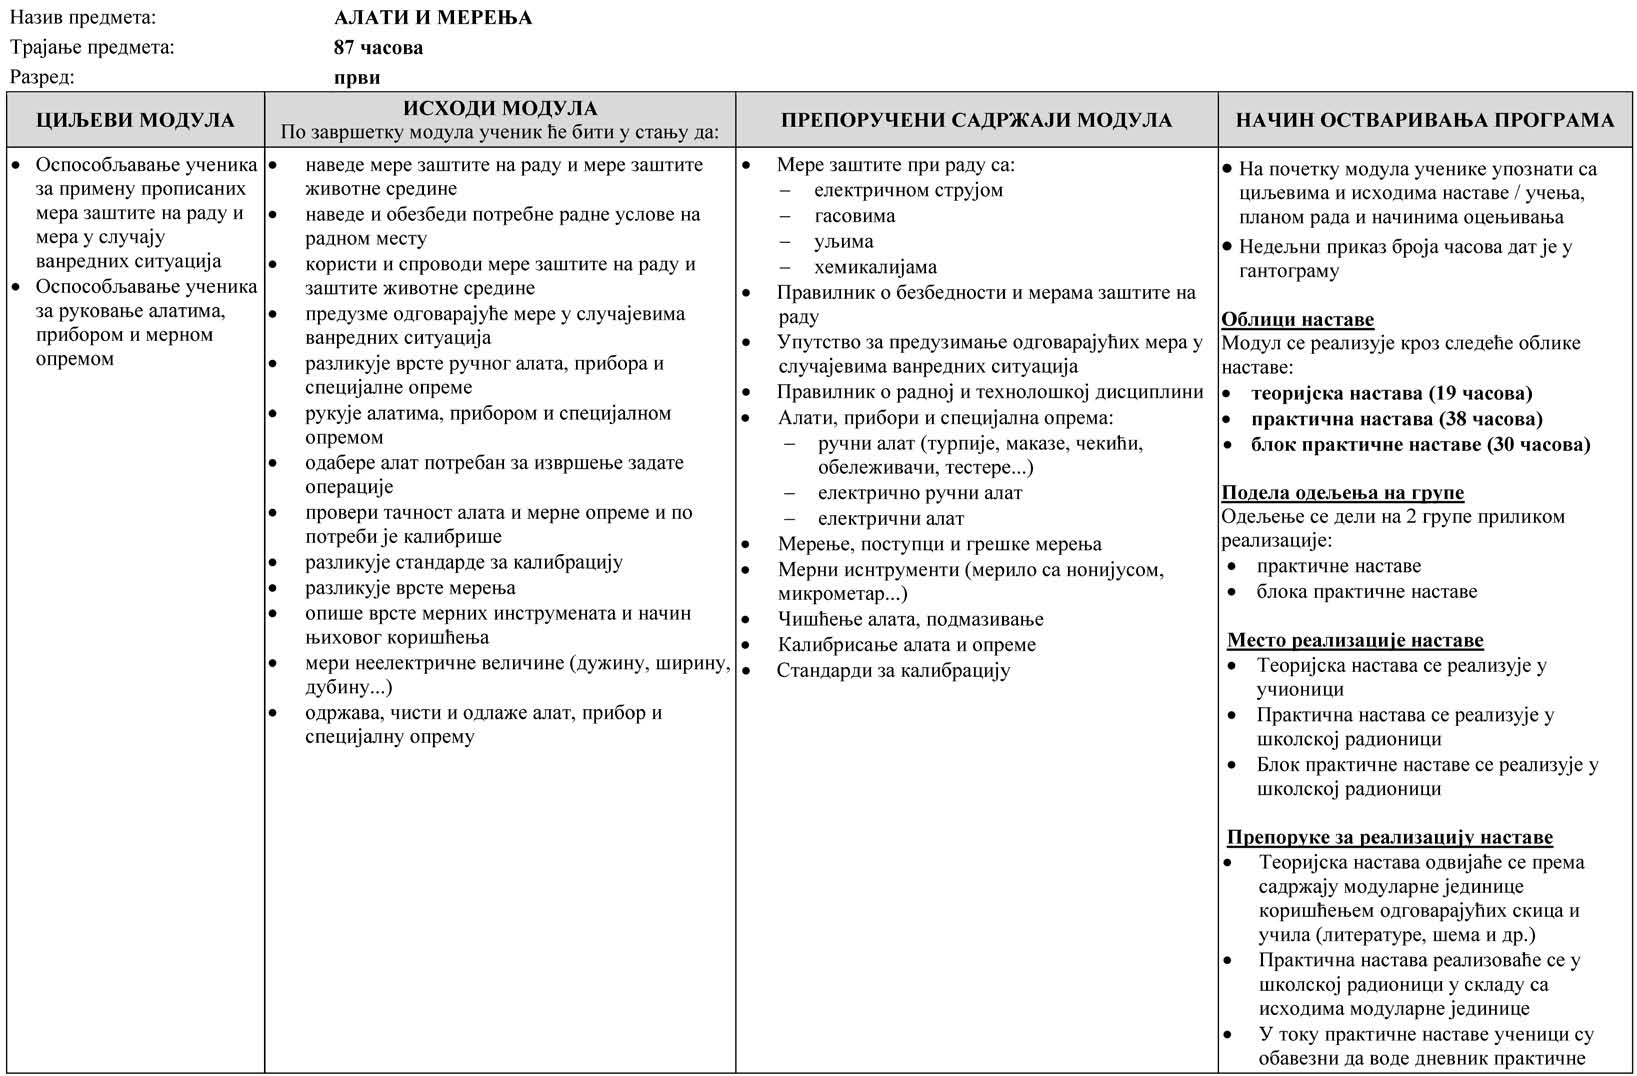 Назив предмета: АЛАТИ И МЕРЕЊА
Трајање предмета: 87 часова
Разред: први
ЦИЉЕВИ МОДУЛА
ИСХОДИ МОДУЛА
По завршетку модула ученик ће бити у стању да:
ПРЕПОРУЧЕНИ САДРЖАЈИ МОДУЛА
НАЧИН ОСТВАРИВАЊА ПРОГРАМА
• Оспособљавање ученика
за примену прописаних
мера заштите на раду и
мера у случају
ванредних ситуација
• Оспособљавање ученика
за руковање алатима,
прибором и мерном
опремом
• наведе мере заштите на раду и мере заштите
животне средине
• наведе и обезбеди потребне радне услове на
радном месту
• користи и спроводи мере заштите на раду и
заштите животне средине
• предузме одговарајуће мере у случајевима
ванредних ситуација
• разликује врсте ручног алата, прибора и
специјалне опреме
• рукује алатима, прибором и специјалном
опремом
• одабере алат потребан за извршење задате
операције
• провери тачност алата и мерне опреме и по
потреби је калибрише
• разликује стандарде за калибрацију
• разликује врсте мерења
• опише врсте мерних инструмената и начин
њиховог коришћења
• мери неелектричне величине (дужину, ширину,
дубину...)
• одржава, чисти и одлаже алат, прибор и
специјалну опрему
• Мере заштите при раду са:
– електричном струјом
– гасовима
– уљима
– хемикалијама
• Правилник о безбедности и мерама заштите на
раду
• Упутство за предузимање одговарајућих мера у
случајевима ванредних ситуација
• Правилник о радној и технолошкој дисциплини
• Алати, прибори и специјална опрема:
– ручни алат (турпије, маказе, чекићи,
обележивачи, тестере...)
– електрично ручни алат
– електрични алат
• Мерење, поступци и грешке мерења
• Мерни иснтрументи (мерило са нонијусом,
микрометар...)
• Чишћење алата, подмазивање
• Калибрисање алата и опреме
• Стандарди за калибрацију
• На почетку модула ученике упознати са
циљевима и исходима наставе / учења,
планом рада и начинима оцењивања
• Недељни приказ броја часова дат је у
гантограму
Облици наставе
Модул се реализује кроз следеће облике
наставе:
• теоријска настава (19 часова)
• практична настава (38 часова)
• блок практичне наставе (30 часова)
Подела одељења на групе
Одељење се дели на 2 групе приликом
реализације:
• практичне наставе
• блока практичне наставе
Место реализације наставе
• Теоријска настава се реализује у
учионици
• Практична настава се реализује у
школској радионици
• Блок практичне наставе се реализује у
школској радионици
Препоруке за реализацију наставе
• Теоријска настава одвијаће се према
садржају модуларне јединице
коришћењем одговарајућих скица и
учила (литературе, шема и др.)
• Практична настава реализоваће се у
школској радионици у складу са
исходима модуларне јединице
• У току практичне наставе ученици су
обавезни да воде дневник практичне